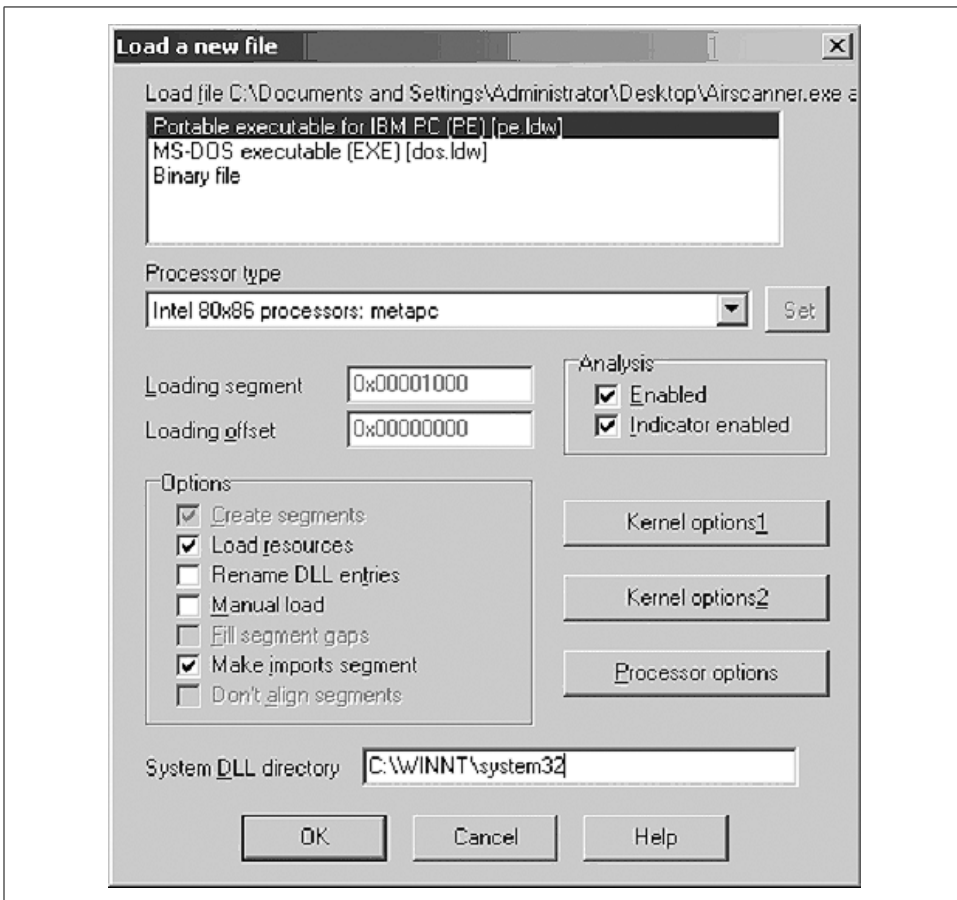 Load a new file
Load file C:\Documents and Settings\Administrator\Desktop\Airscanner.exe a
Portable executable for IBM PC (PE) [pe.ldw]
MS-DOS executable (EXE) [dos.ldw]
Binary file
Processor type
Intel 80x86 processors: metapc
Set
Loading segment
0x00001000
Loading offset
0x00000000
Analysis
Enabled
Indicator enabled
Options
Create segments
Load resources
Rename DLL entries
Manual load
Fill segment gaps
Make imports segment
Don't align segments
Kernel options1
Kernel options2
Processor options
System DLL directory
C:\WINNT\system32
OK
Cancel
Help